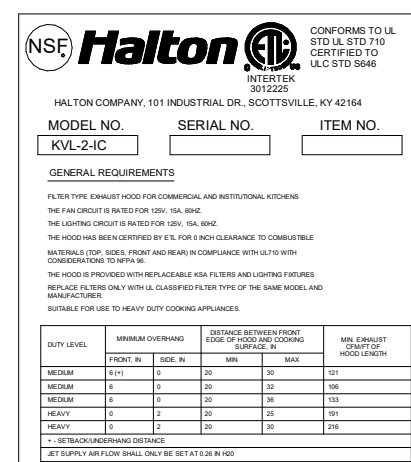 NSF
Halton
ETL
CM
US
INTERTEK
3012225
CONFORMS TO UL
STD UL STD 710
CERTIFIED TO
ULC STD S646
HALTON COMPANY, 101 INDUSTRIAL DR., SCOTTSVILLE, KY 42164
MODEL NO. SERIAL NO. ITEM NO.
KVL-2-IC
GENERAL REQUIREMENTS
FILTER TYPE EXHAUST HOOD FOR COMMERCIAL AND INSTITUTIONAL KITCHENS
THE FAN CIRCUIT IS RATED FOR 125V, 15A, 60HZ.
THE LIGHTING CIRCUIT IS RATED FOR 125V, 15A, 60HZ.
THE HOOD HAS BEEN CERTIFIED BY ETL FOR 0 INCH CLEARANCE TO COMBUSTIBLE
MATERIALS (TOP, SIDES, FRONT AND REAR) IN COMPLIANCE WITH UL710 WITH
CONSIDERATIONS TO NFPA 96.
THE HOOD IS PROVIDED WITH REPLACEABLE KSA FILTERS AND LIGHTING FIXTURES
REPLACE FILTERS ONLY WITH UL CLASSIFIED FILTER TYPE OF THE SAME MODEL AND
MANUFACTURER.
SUITABLE FOR USE TO HEAVY DUTY COOKING APPLIANCES.
DUTY LEVEL
MINIMUM OVERHANG
DISTANCE BETWEEN FRONT
EDGE OF HOOD AND COOKING
SURFACE, IN
MIN. EXHAUST
CFM/FT OF
HOOD LENGTH
FRONT, IN SIDE, IN MIN MAX
MEDIUM 6 (+) 0 20 30 121
MEDIUM 6 0 20 32 106
MEDIUM 6 0 20 36 133
HEAVY 0 2 20 25 191
HEAVY 0 2 20 30 216
+ - SETBACK/UNDERHANG DISTANCE
JET SUPPLY AIR FLOW SHALL ONLY BE SET AT 0.26 IN H20